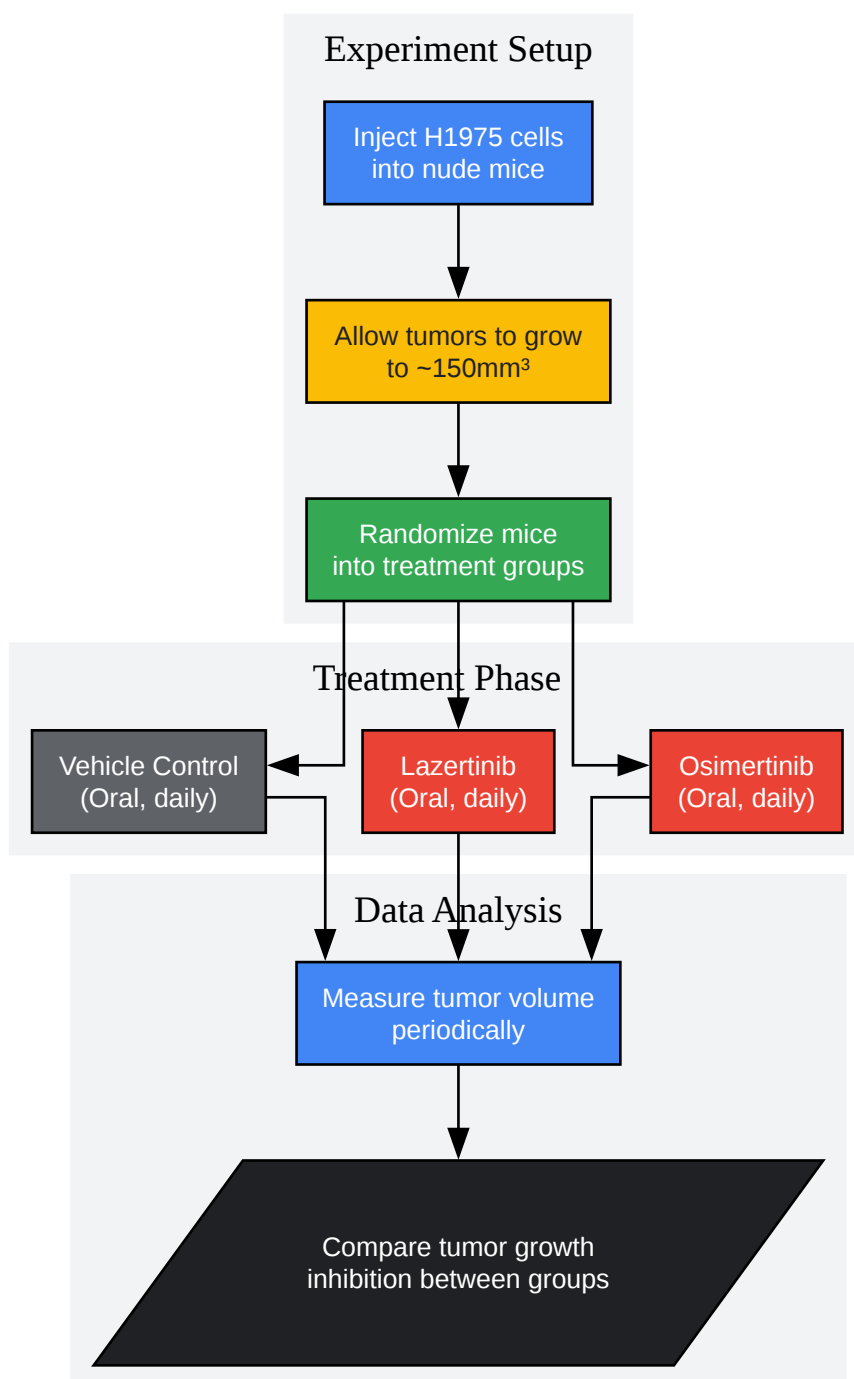 Experiment Setup
Inject H1975 cells
into nude mice
Allow tumors to grow
to ~150mm³
Randomize mice
into treatment groups
Treatment Phase
Vehicle Control
(Oral, daily)
Lazertinib
(Oral, daily)
Osimertinib
(Oral, daily)
Data Analysis
Measure tumor volume
periodically
Compare tumor growth
inhibition between groups